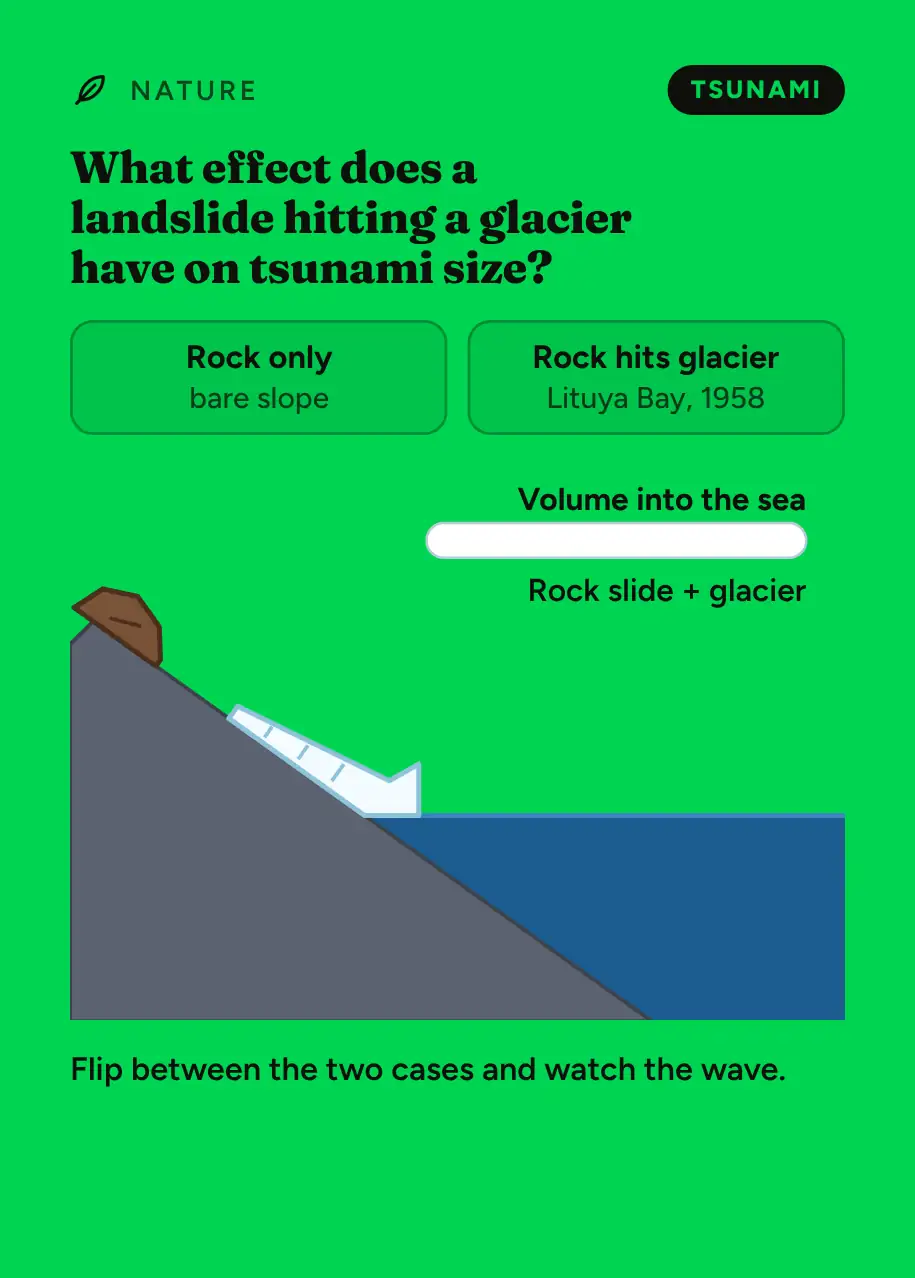 NATURE
TSUNAMI
What effect does a
landslide hitting a glacier
have on tsunami size?
Rock only
bare slope
Rock hits glacier
Lituya Bay, 1958
Volume into the sea
Rock slide + glacier
Flip between the two cases and watch the wave.